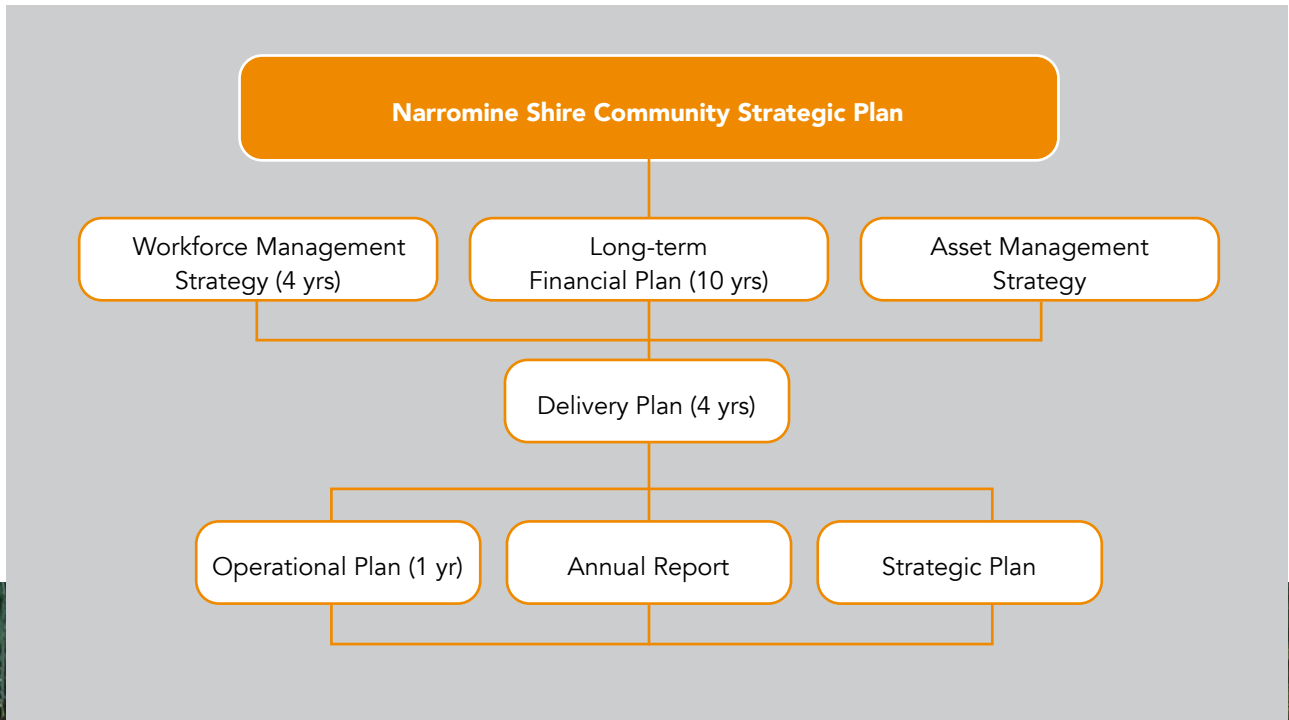 Narromine Shire Community Strategic Plan
Workforce Management
Strategy (4 yrs)
Long-term
Financial Plan (10 yrs)
Asset Management
Strategy
Delivery Plan (4 yrs)
Operational Plan (1 yr)
Annual Report
Strategic Plan